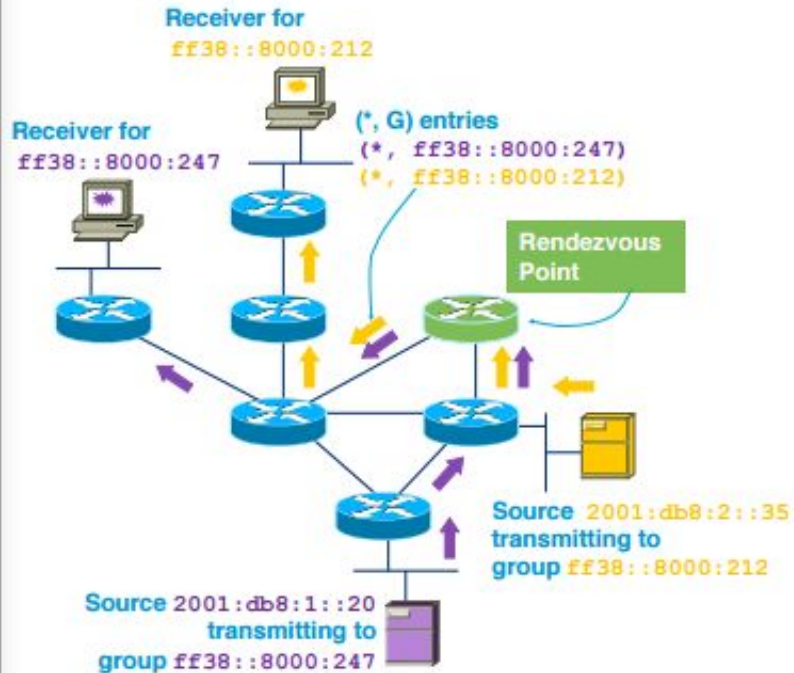 Receiver for
ff38::8000:212
Receiver for
ff38::8000:247
(*, G) entries
(*, ff38::8000:247)
(*, ff38::8000:212)
Rendezvous
Point
Source 2001:db8:2::35
transmitting to
group ff38::8000:212
Source 2001:db8:1::20
transmitting to
group ff38::8000:247